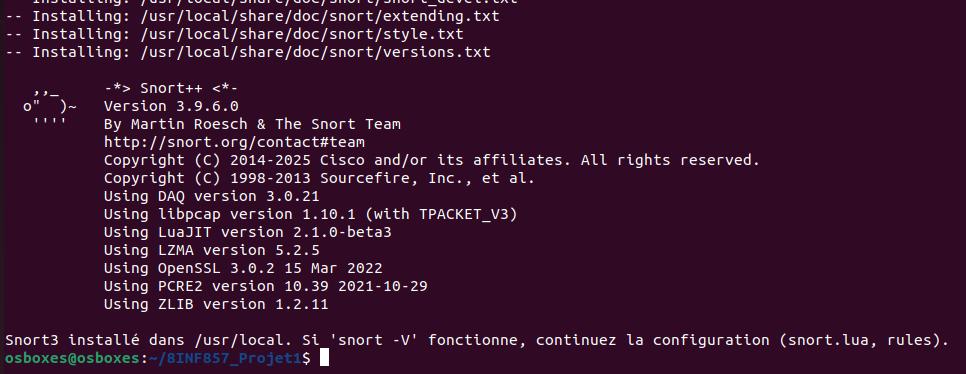 -- Installing: /usr/local/share/doc/snort/snort_devel.txt
-- Installing: /usr/local/share/doc/snort/extending.txt
-- Installing: /usr/local/share/doc/snort/style.txt
-- Installing: /usr/local/share/doc/snort/versions.txt

   ,,_     -*> Snort++ <*-
  o"  )~   Version 3.9.6.0
   ''''    By Martin Roesch & The Snort Team
           http://snort.org/contact#team
           Copyright (C) 2014-2025 Cisco and/or its affiliates. All rights reserved.
           Copyright (C) 1998-2013 Sourcefire, Inc., et al.
           Using DAQ version 3.0.21
           Using libpcap version 1.10.1 (with TPACKET_V3)
           Using LuaJIT version 2.1.0-beta3
           Using LZMA version 5.2.5
           Using OpenSSL 3.0.2 15 Mar 2022
           Using PCRE2 version 10.39 2021-10-29
           Using ZLIB version 1.2.11

Snort3 installé dans /usr/local. Si 'snort -V' fonctionne, continuez la configuration (snort.lua, rules).
osboxes@osboxes:~/8INF857_Projet1$